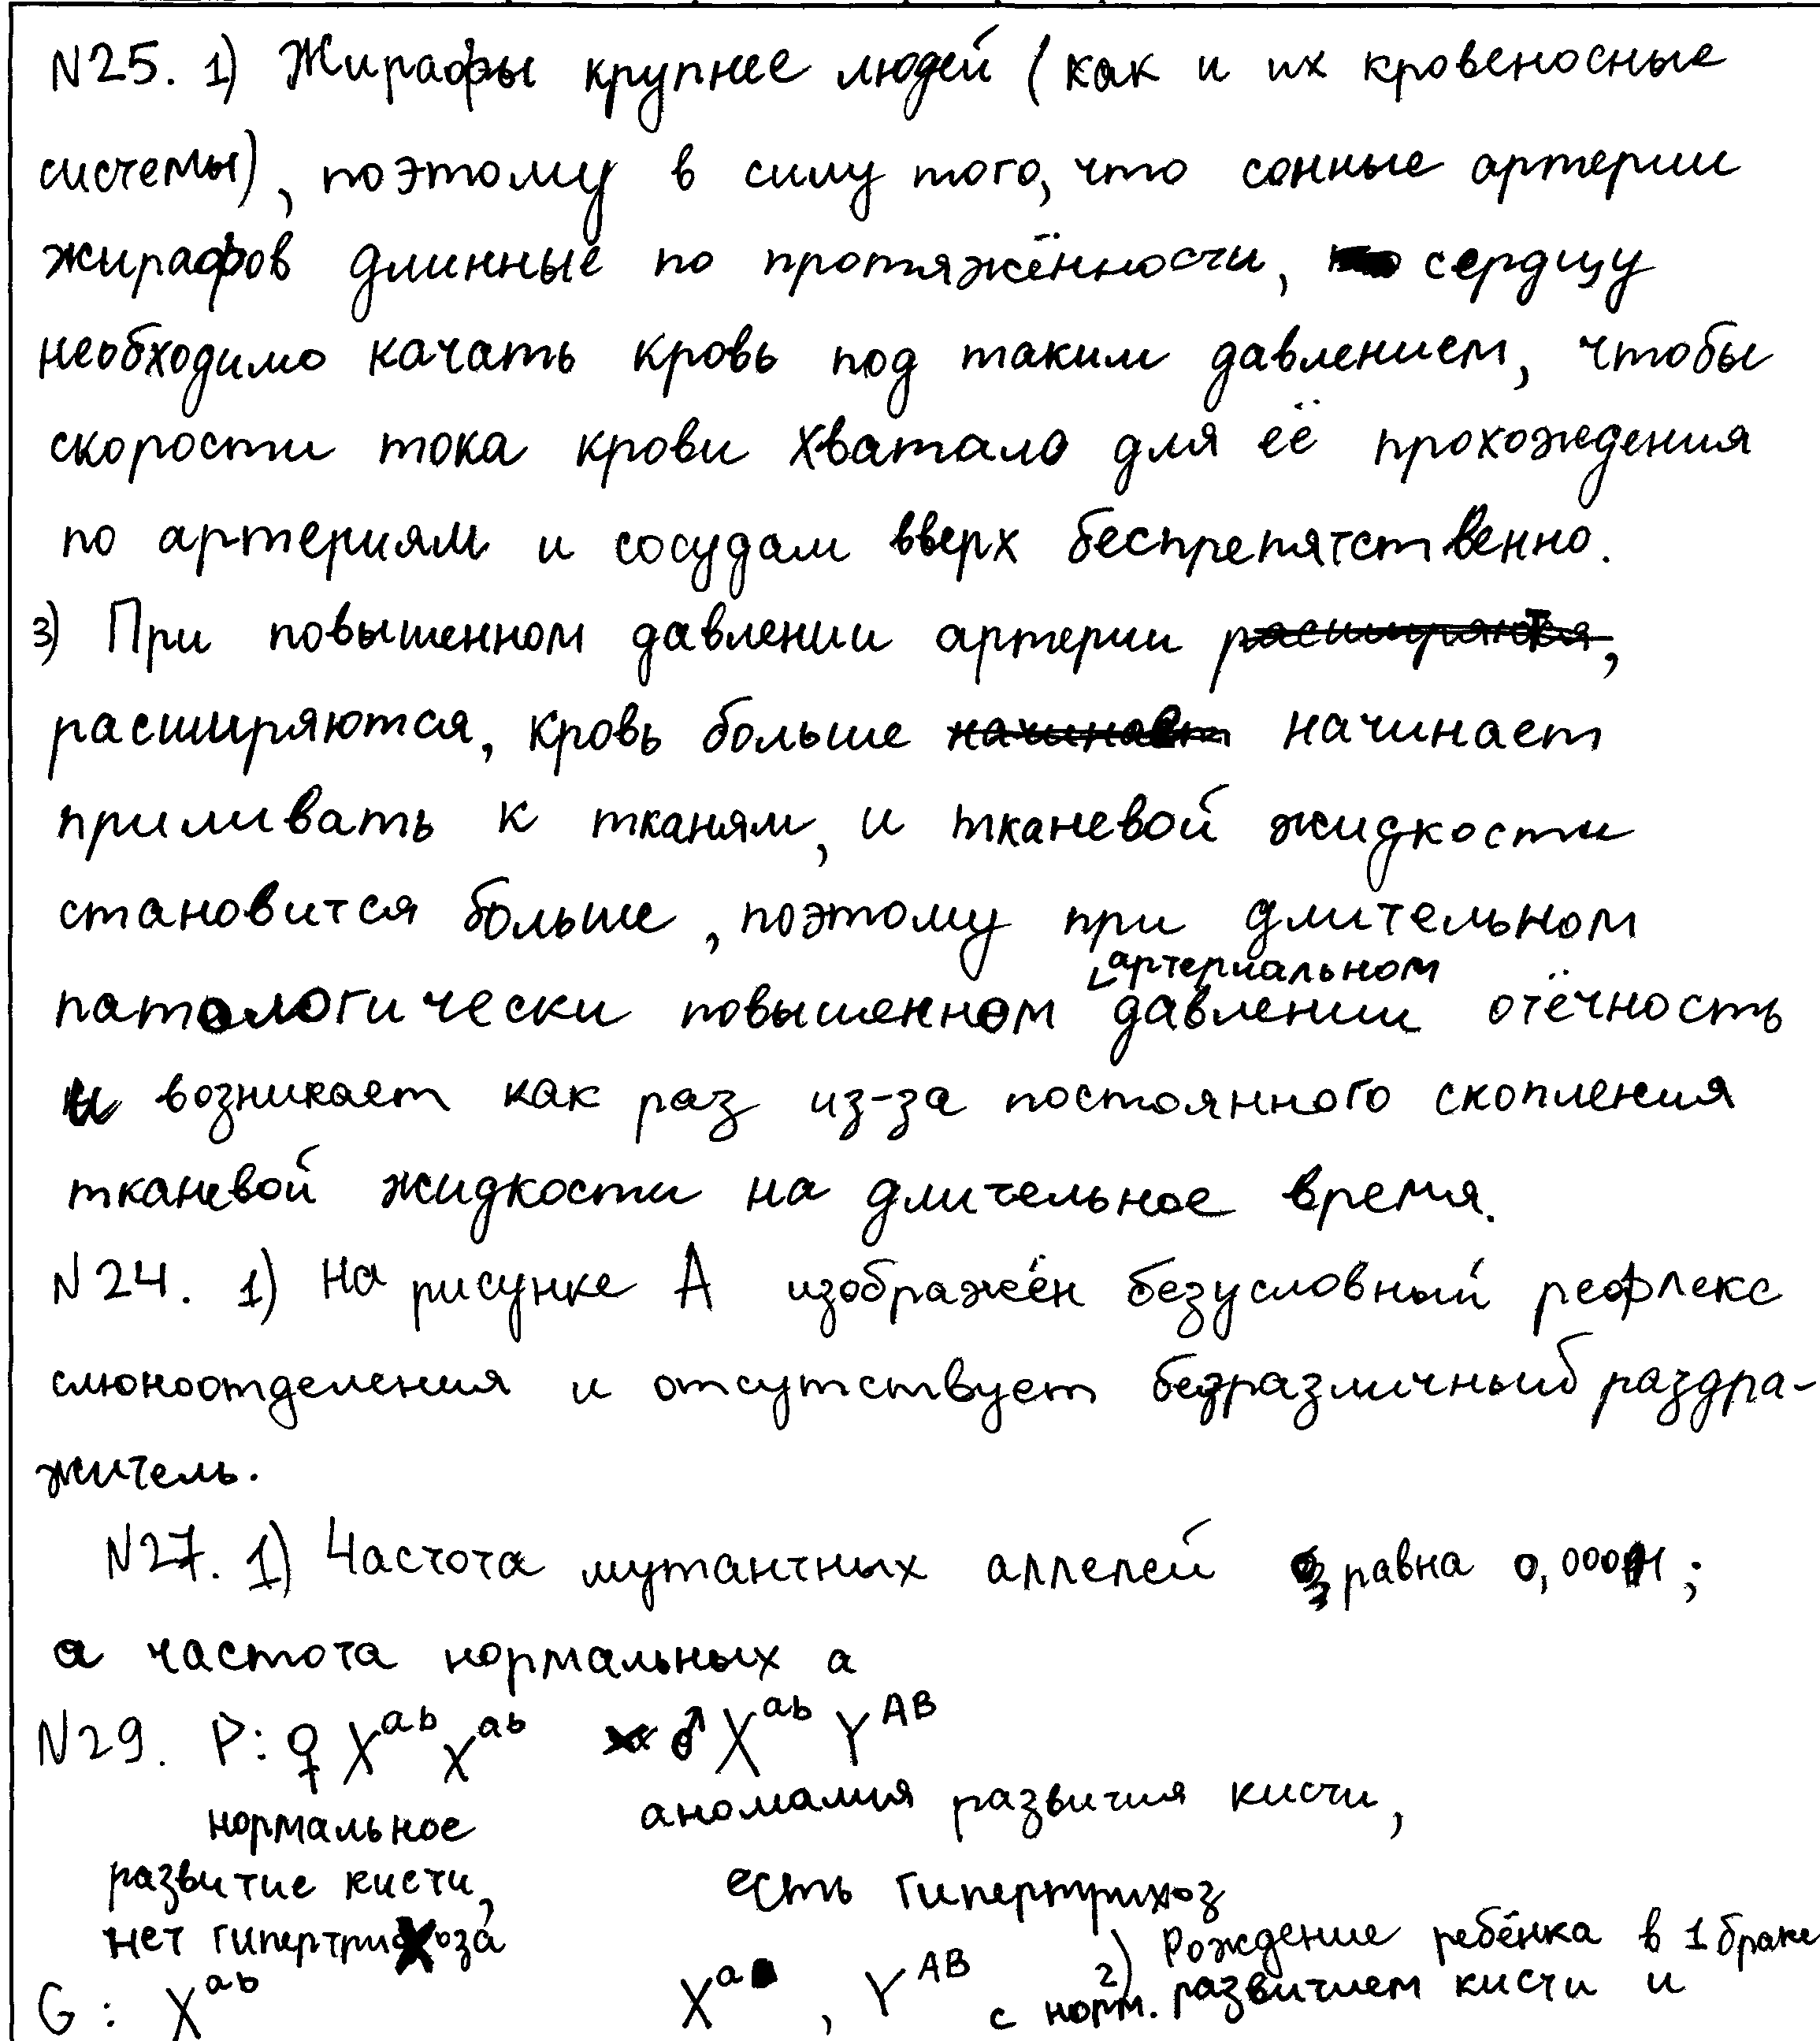 N25. 1) Жирафы крупнее людей (как и их кровеносные
системы), поэтому в силу того, что сонные артерии
жирафов длинные по протяжённости, сердцу
необходимо качать кровь под таким давлением, чтобы
скорости тока крови хватало для её прохождения
по артериям и сосудам вверх беспрепятственно.
3) При повышенном давлении артерии расширяются,
расширяются, кровь больше начинает начинает
приливать к тканям, и тканевой жидкости
становится больше, поэтому при длительном
патологически повышенном артериальном давлении отёчность
и возникает как раз из-за постоянного скопления
тканевой жидкости на длительное время.
N24. 1) На рисунке А изображён безусловный рефлекс
слюноотделения и отсутствует безразличный раздра-
житель.
N27. 1) Частота мутантных аллелей равна ;
а частота нормальных а
N29. P: ♀ X^ab X^ab ♂ X^ab Y^AB
нормальное
развитие кисти,
нет гипертрихоза
аномалия развития кисти,
есть гипертрихоз
G: X^ab X^a , Y^AB
2) Рождение ребёнка в 1 браке
с норм. развитием кисти и